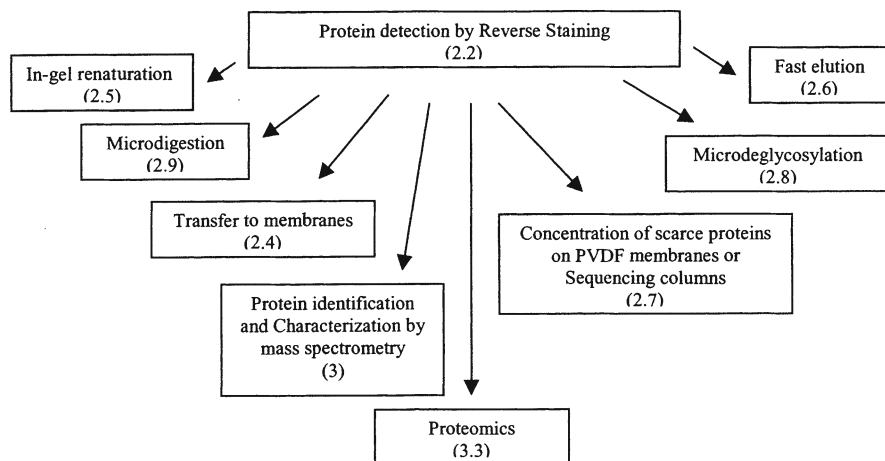 Protein detection by Reverse Staining
(2.2)
In-gel renaturation
(2.5)
Fast elution
(2.6)
Microdigestion
(2.9)
Microdeglycosylation
(2.8)
Transfer to membranes
(2.4)
Concentration of scarce proteins
on PVDF membranes or
Sequencing columns
(2.7)
Protein identification
and Characterization by
mass spectrometry
(3)
Proteomics
(3.3)